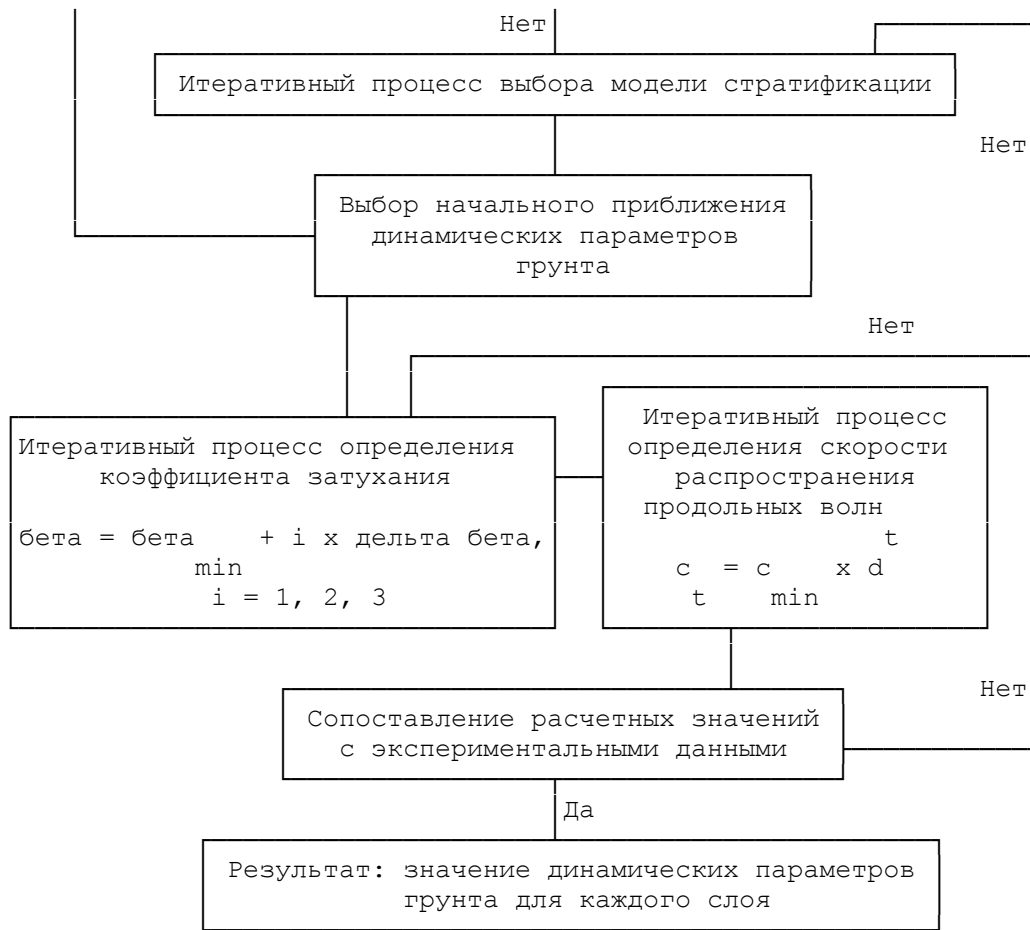 Нет
Итеративный процесс выбора модели стратификации
Нет
Выбор начального приближения
динамических параметров
грунта
Нет
Итеративный процесс определения
коэффициента затухания
бета = бета + i x дельта бета,
min
i = 1, 2, 3
Итеративный процесс
определения скорости
распространения
продольных волн
t
c = c x d
t min
Нет
Сопоставление расчетных значений
с экспериментальными данными
Да
Результат: значение динамических параметров
грунта для каждого слоя